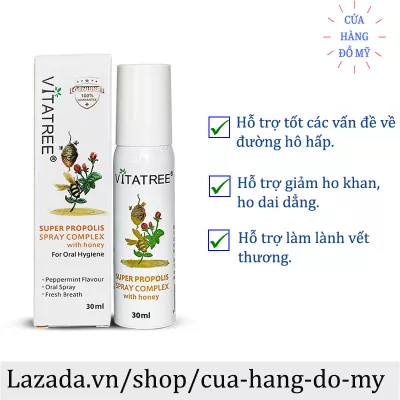 CỬA
HÀNG
ĐỒ MỸ
GENUINE
100%
VITATREE®
SUPER PROPOLIS
SPRAY COMPLEX
with honey
For Oral Hygiene
· Peppermint Flavour
· Oral Spray
· Fresh Breath
30ml
VITATREE®
SUPER PROPOLIS
SPRAY COMPLEX
with honey
30ml
Hỗ trợ tốt các vấn đề về
đường hô hấp.
Hỗ trợ giảm ho khan,
ho dai dẳng.
Hỗ trợ làm lành vết
thương.
Lazada.vn/shop/cua-hang-do-my